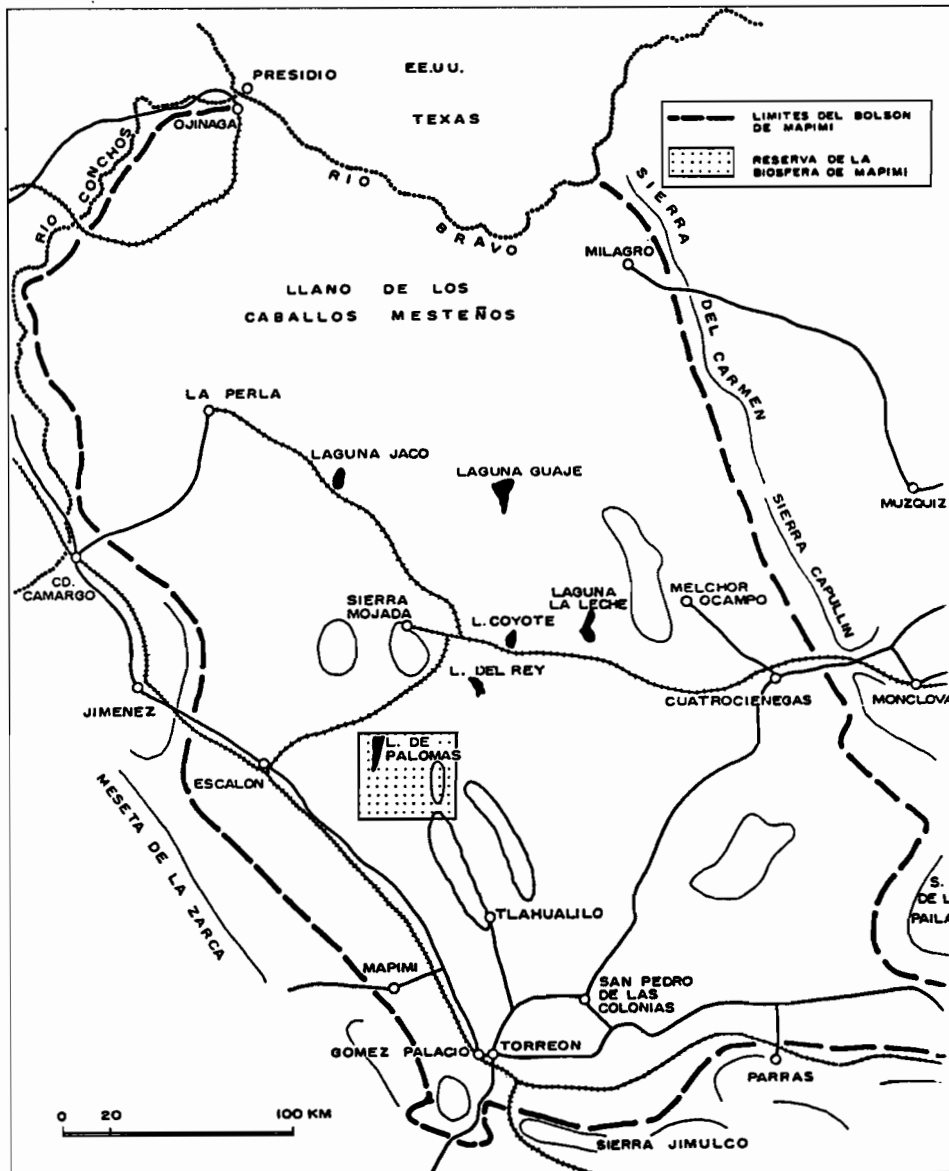 PRESIDIO
EE.UU.
TEXAS
OJINAGA
LIMITES DEL BOLSON
DE MAPIMI
RESERVA DE LA
BIOSFERA DE MAPIMI
RIO CONCHOS
RIO
BRAVO
SIERRA
DEL CARMEN
MILAGRO
LLANO DE LOS
CABALLOS MESTEÑOS
LA PERLA
LAGUNA JACO
LAGUNA GUAJE
MUZQUIZ
SIERRA CAPULLIN
CD.
CAMARGO
SIERRA
MOJADA
L. COYOTE
LAGUNA
LA LECHE
MELCHOR
OCAMPO
L. DEL REY
CUATROCIENEGAS
MONCLOVA
JIMENEZ
ESCALON
L. DE
PALOMAS
MESETA DE LA ZARCA
S.
DE L
PAILA
TLAHUALILO
MAPIMI
SAN PEDRO
DE LAS
COLONIAS
GOMEZ PALACIO
TORREON
PARRAS
0 20 100 KM
SIERRA JIMULCO